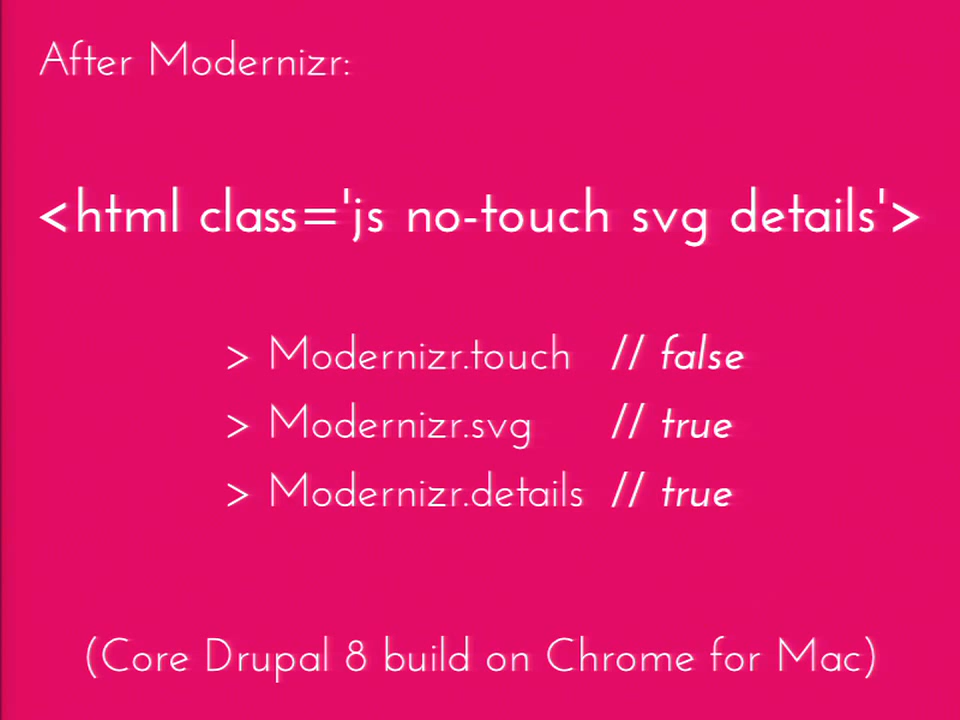 After Modernizr:
<html class='js no-touch svg details'>
> Modernizr.touch // false
> Modernizr.svg // true
> Modernizr.details // true
(Core Drupal 8 build on Chrome for Mac)